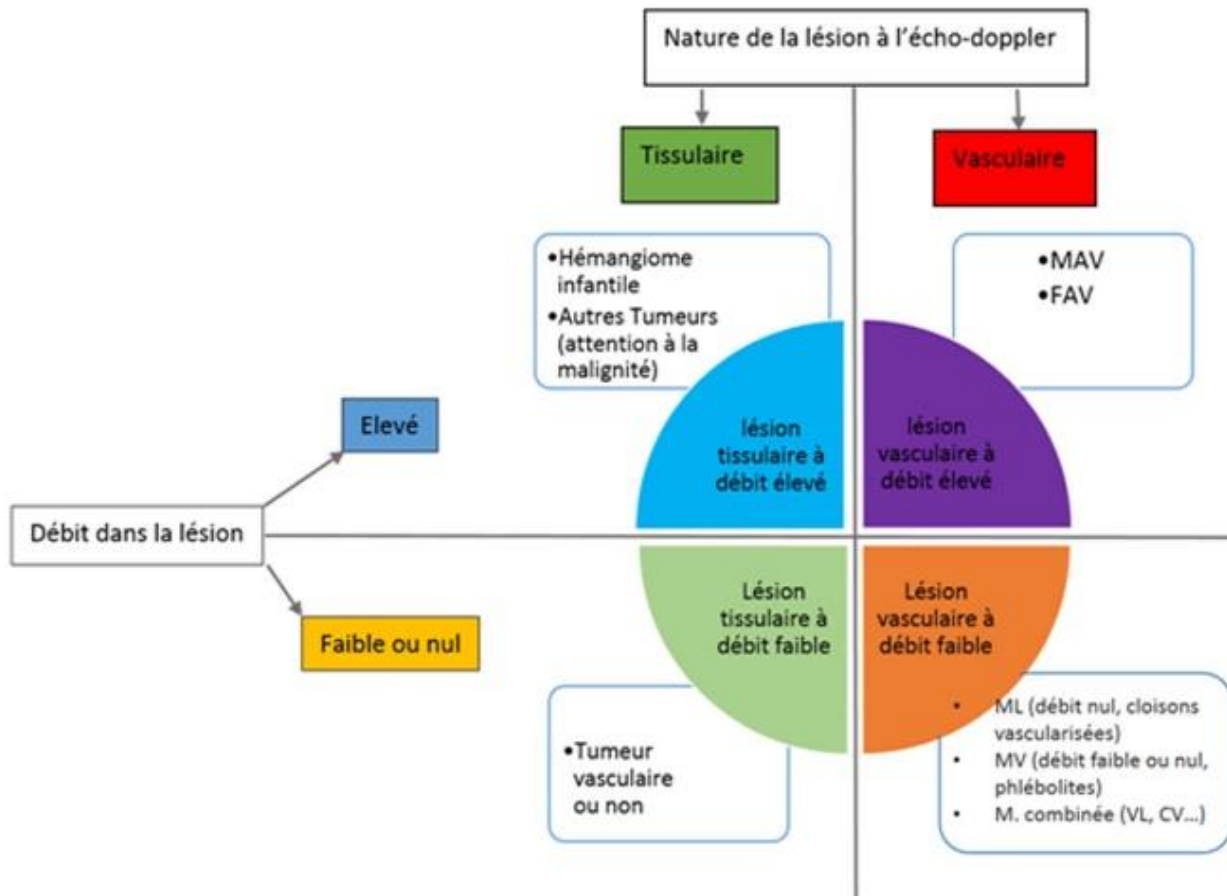 Nature de la lésion à l'écho-doppler
Tissulaire
Vasculaire
•Hémangiome
infantile
•Autres Tumeurs
(attention à la
malignité)
•MAV
•FAV
Elevé
lésion
tissulaire à
débit élevé
lésion
vasculaire à
débit élevé
Débit dans la lésion
Faible ou nul
Lésion
tissulaire à
débit faible
Lésion
vasculaire à
débit faible
•Tumeur
vasculaire
ou non
• ML (débit nul, cloisons
vascularisées)
• MV (débit faible ou nul,
phlébolites)
• M. combinée (VL, CV...)